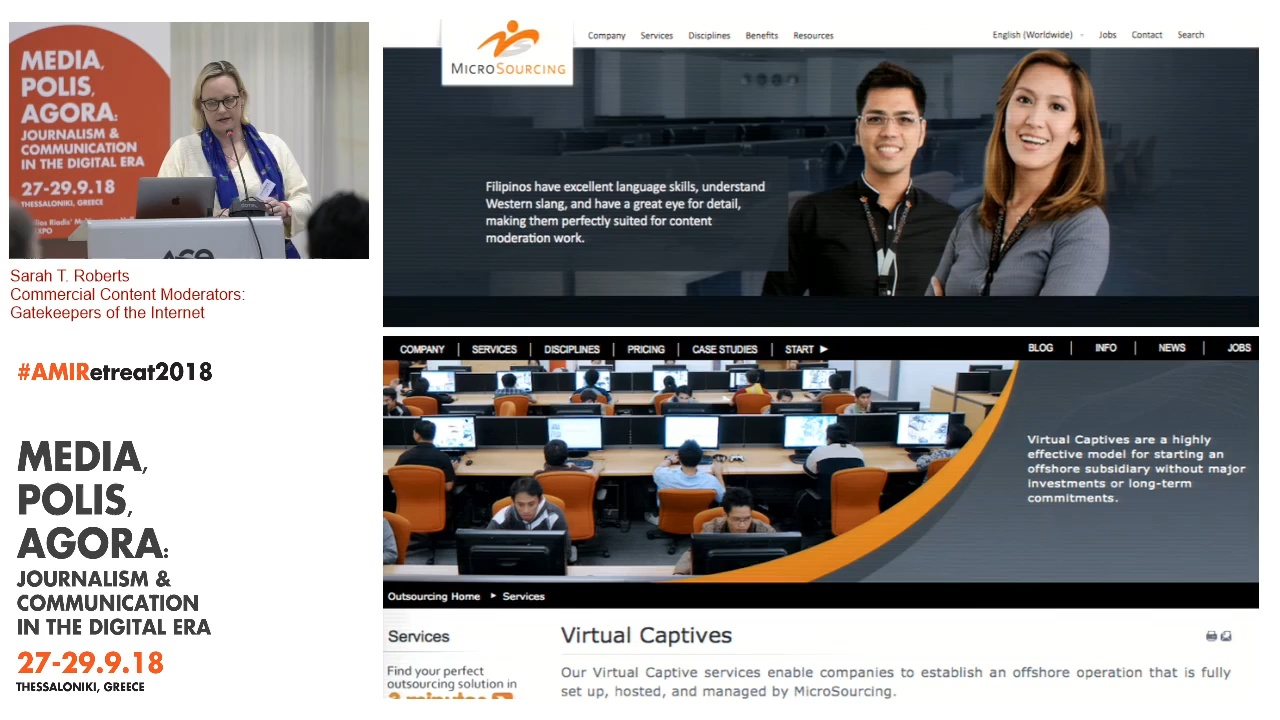 MEDIA,
POLIS,
AGORA:
JOURNALISM &
COMMUNICATION
IN THE DIGITAL ERA
27-29.9.18
THESSALONIKI, GREECE
Sarah T. Roberts
Commercial Content Moderators:
Gatekeepers of the Internet
#AMIRetreat2018
MEDIA,
POLIS,
AGORA:
JOURNALISM &
COMMUNICATION
IN THE DIGITAL ERA
27-29.9.18
THESSALONIKI, GREECE
MICROSOURCING
Company Services Disciplines Benefits Resources
English (Worldwide) Jobs Contact Search
Filipinos have excellent language skills, understand
Western slang, and have a great eye for detail,
making them perfectly suited for content
moderation work.
COMPANY | SERVICES | DISCIPLINES | PRICING | CASE STUDIES | START ►
BLOG | INFO | NEWS | JOBS
Virtual Captives are a highly
effective model for starting an
offshore subsidiary without major
investments or long-term
commitments.
Outsourcing Home ► Services
Services
Find your perfect
outsourcing solution in
Virtual Captives
Our Virtual Captive services enable companies to establish an offshore operation that is fully
set up, hosted, and managed by MicroSourcing.